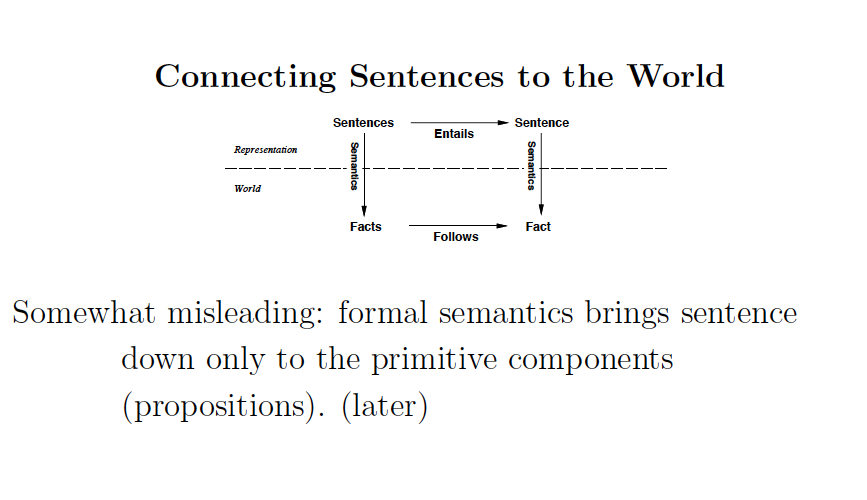 Connecting Sentences to the World
Sentences
Sentence
Entails
Representation
Semantics
Semantics
World
Facts
Fact
Follows
Somewhat misleading: formal semantics brings sentence
down only to the primitive components
(propositions). (later)